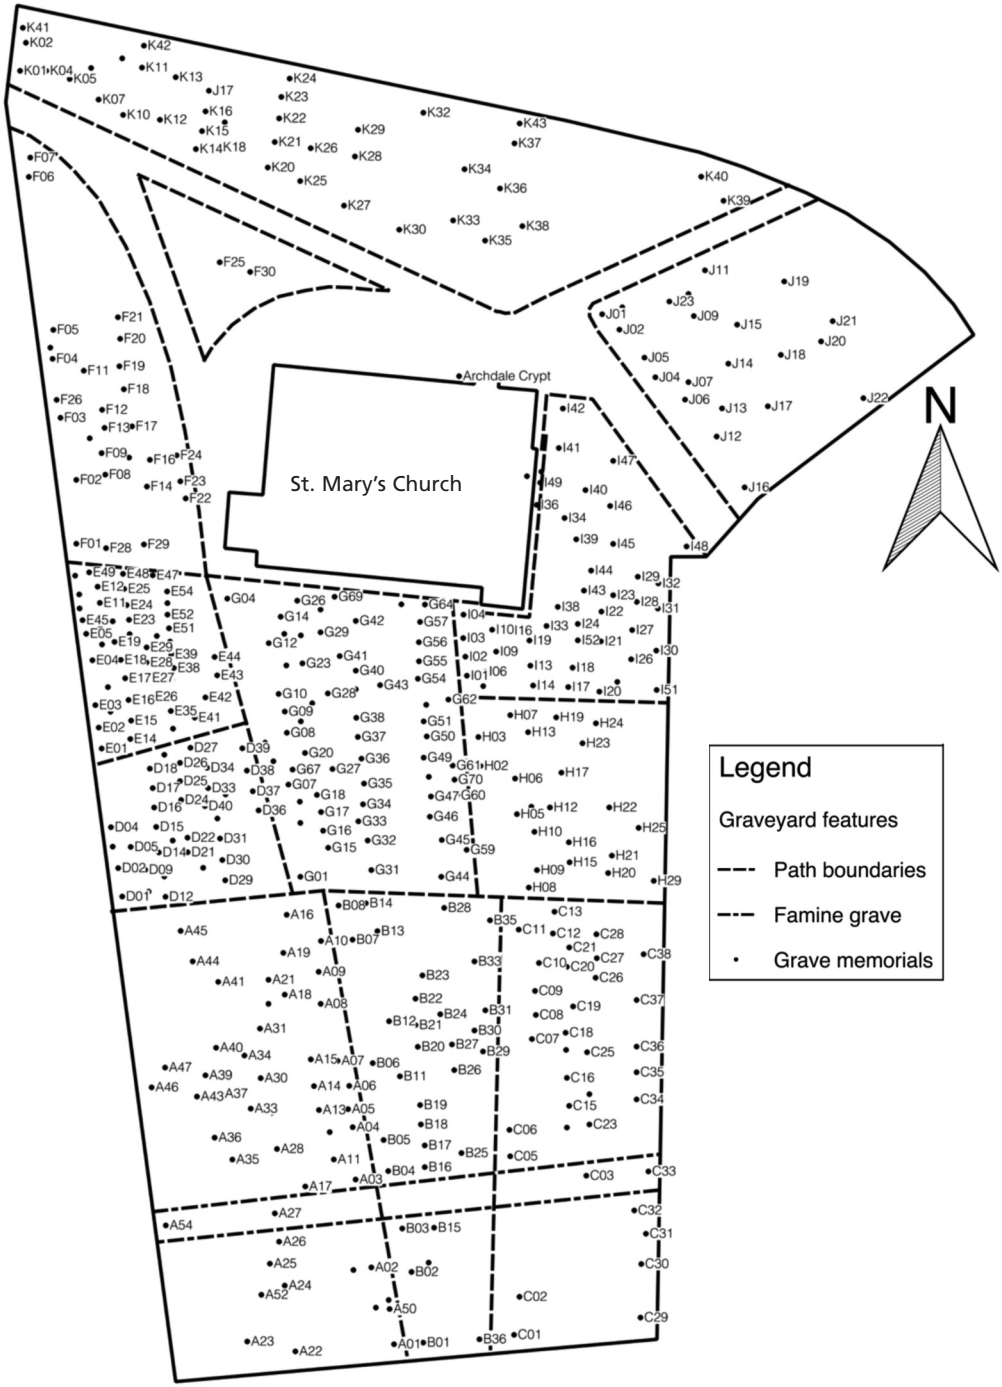 K41
K02
K42
K01 K04
K05
K11
K13
K24
J17
K07
K23
K10
K12
K16
K22
K32
K43
K15
K29
K14 K18
K21
K26
K28
K37
K20
K25
K34
K36
K40
K39
K27
K30
K33
K35
K38
F07
F06
F25
F30
J11
J19
J23
J01
J02
J09
J15
J21
J20
F21
F05
F20
F04
F11
F19
F18
F26
F12
F03
F13 F17
F09
F16 F24
F02 F08
F14 F23
F22
F01 F28
F29
Archdale Crypt
St. Mary's Church
J05
J04
J07
J06
J14
J18
J13
J17
J22
J12
J16
N
I42
I41
I47
I49
I40
I36
I34
I46
I39
I45
I48
I44
I29
I32
I43
I23
I28
I31
I38
I22
I33
I24
I27
I04
I10 I16
I03
I19
I52 I21
I09
I30
I02
I26
I06
I13
I18
I01
I14 I17
I20
I51
E49 E48 E47
E12 E25 E54
E11 E24
E45 E23 E52
E05
E51
E19 E29
E39
E04 E18 E28
E38
E44
E17 E27
E43
E03 E16 E26
E42
E35
E02 E15
E41
E14
E01
G04
G26 G69
G64
G14
G42
G57
G12
G29
G56
G23
G41
G55
G40
G54
G43
G10
G28
G62
G09
G38
G51
G08
G37
G50
G20
G36
G49
G67 G27
G61 H02
G07
G35
G70
G18
G34
G47 G60
G17
G33
G46
G16
G32
G45
G15
G59
G31
G44
G01
D27
D39
D26
D18
D34
D38
D25
D17
D33
D37
D24
D16
D40
D36
D04
D15
D22 D31
D05
D14 D21
D30
D02 D09
D29
D01
D12
H07
H19
H24
H03
H13
H23
H06
H17
H05
H12
H22
H10
H25
H16
H15
H21
H09
H20
H08
H29
Legend
Graveyard features
Path boundaries
Famine grave
Grave memorials
A16
B08 B14
B28
B35
C13
A45
A10 B07
B13
C11
C12
C28
A19
C21
A44
A09
B33
C10 C20
C27
C38
A41
A21
B23
C26
A18
A08
B22
C09
C37
B24
B31
C08
C19
A31
B12 B21
B30
C07
C18
A40
B20 B27
B29
C25
C36
A34
A15 A07
B06
A47
A39 A30
B11
B26
C16
C35
A46
A14 A06
A43 A37
B19
C15
C34
A33
A13 A05
B18
C23
A04
A36
B05
B17
C06
A28
B25
A35
A11
B04 B16
C05
C03
C33
A03
A17
A27
A54
B03 B15
C32
A26
C31
A25
A02
B02
C30
A24
A52
A50
C02
C29
A23
A22
A01 B01
B36
C01